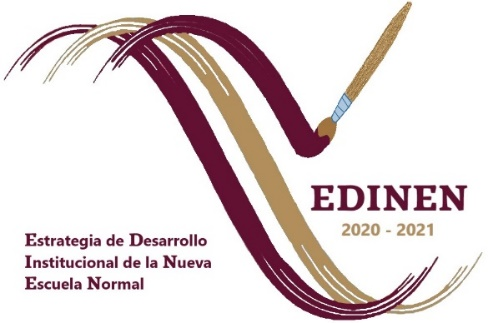 EDINEN
2020 - 2021
Estrategia de Desarrollo
Institucional de la Nueva
Escuela Normal